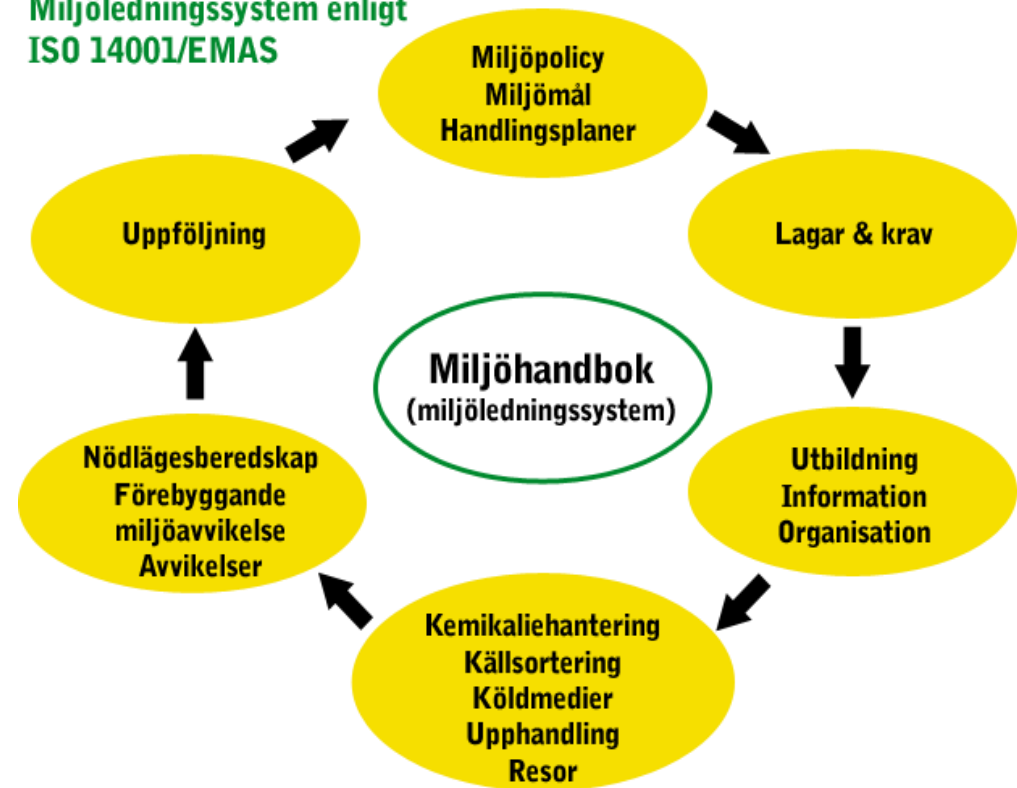 Miljöledningssystem enligt
ISO 14001/EMAS
Miljöpolicy
Miljömål
Handlingsplaner
Lagar & krav
Utbildning
Information
Organisation
Kemikaliehantering
Källsortering
Köldmedier
Upphandling
Resor
Nödlägesberedskap
Förebyggande
miljöavvikelse
Avvikelser
Uppföljning
Miljöhandbok
(miljöledningssystem)